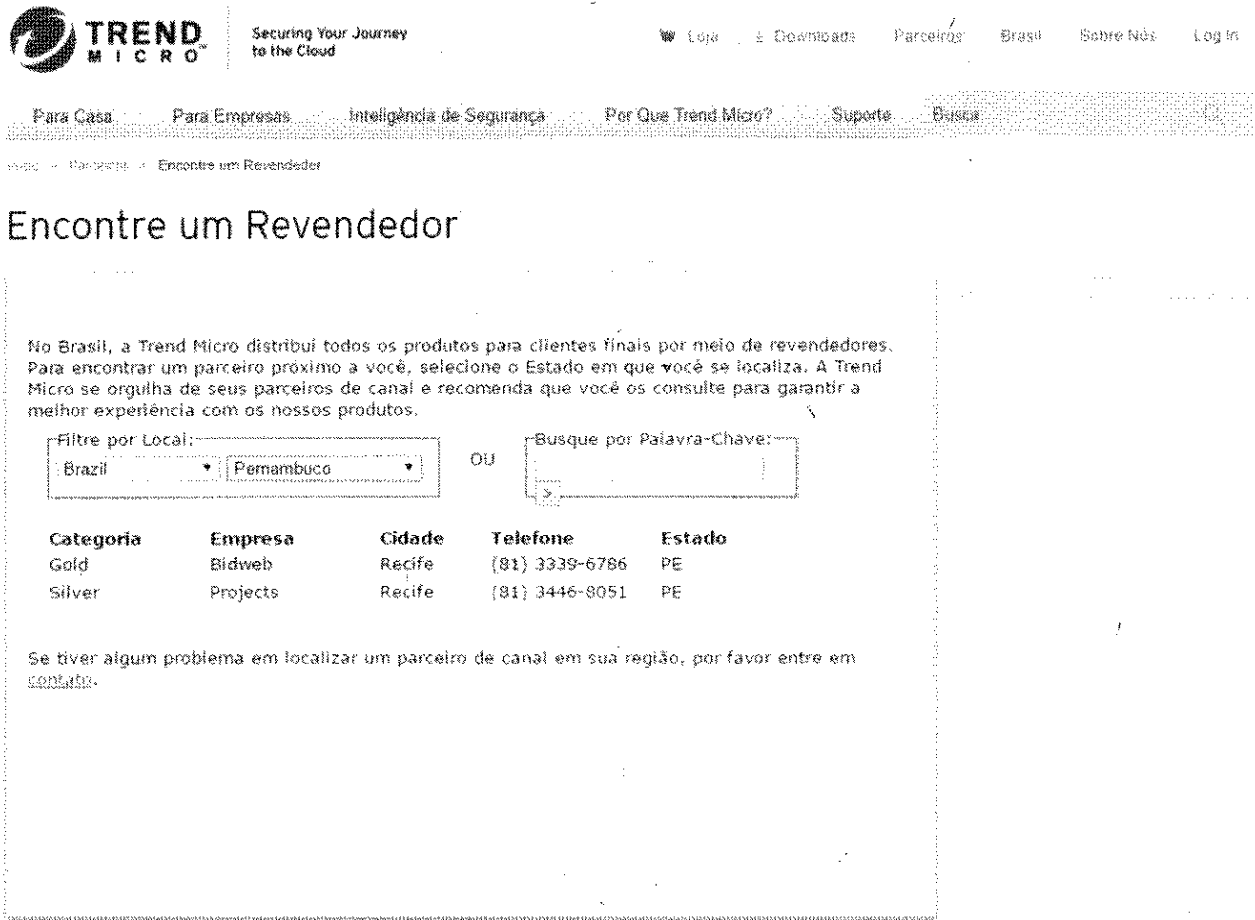 TREND MICRO™
Securing Your Journey
to the Cloud
Loja Downloads Parceiros Brasil Sobre Nós Log In
Para Casa Para Empresas Inteligência de Segurança Por Que Trend Micro? Suporte Busca
Início > Parceiros > Encontre um Revendedor
Encontre um Revendedor
No Brasil, a Trend Micro distribui todos os produtos para clientes finais por meio de revendedores.
Para encontrar um parceiro próximo a você, selecione o Estado em que você se localiza. A Trend
Micro se orgulha de seus parceiros de canal e recomenda que você os consulte para garantir a
melhor experiência com os nossos produtos.
Filtre por Local: Busque por Palavra-Chave:
Brazil Pernambuco OU
>
Categoria Empresa Cidade Telefone Estado
Gold Bidweb Recife (81) 3339-6786 PE
Silver Projects Recife (81) 3446-8051 PE
Se tiver algum problema em localizar um parceiro de canal em sua região, por favor entre em
contato.